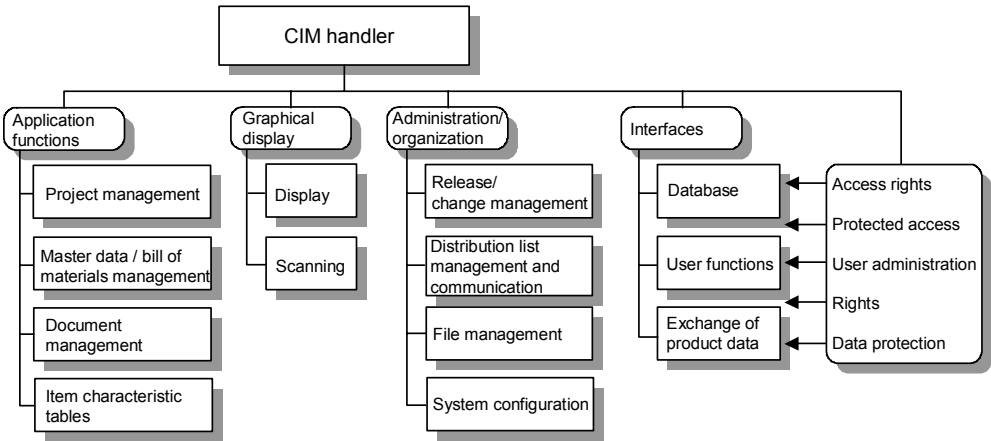 CIM handler
Application
functions
Project management
Master data / bill of
materials management
Document
management
Item characteristic
tables
Graphical
display
Display
Scanning
Administration/
organization
Release/
change management
Distribution list
management and
communication
File management
System configuration
Interfaces
Database
User functions
Exchange of
product data
Access rights
Protected access
User administration
Rights
Data protection